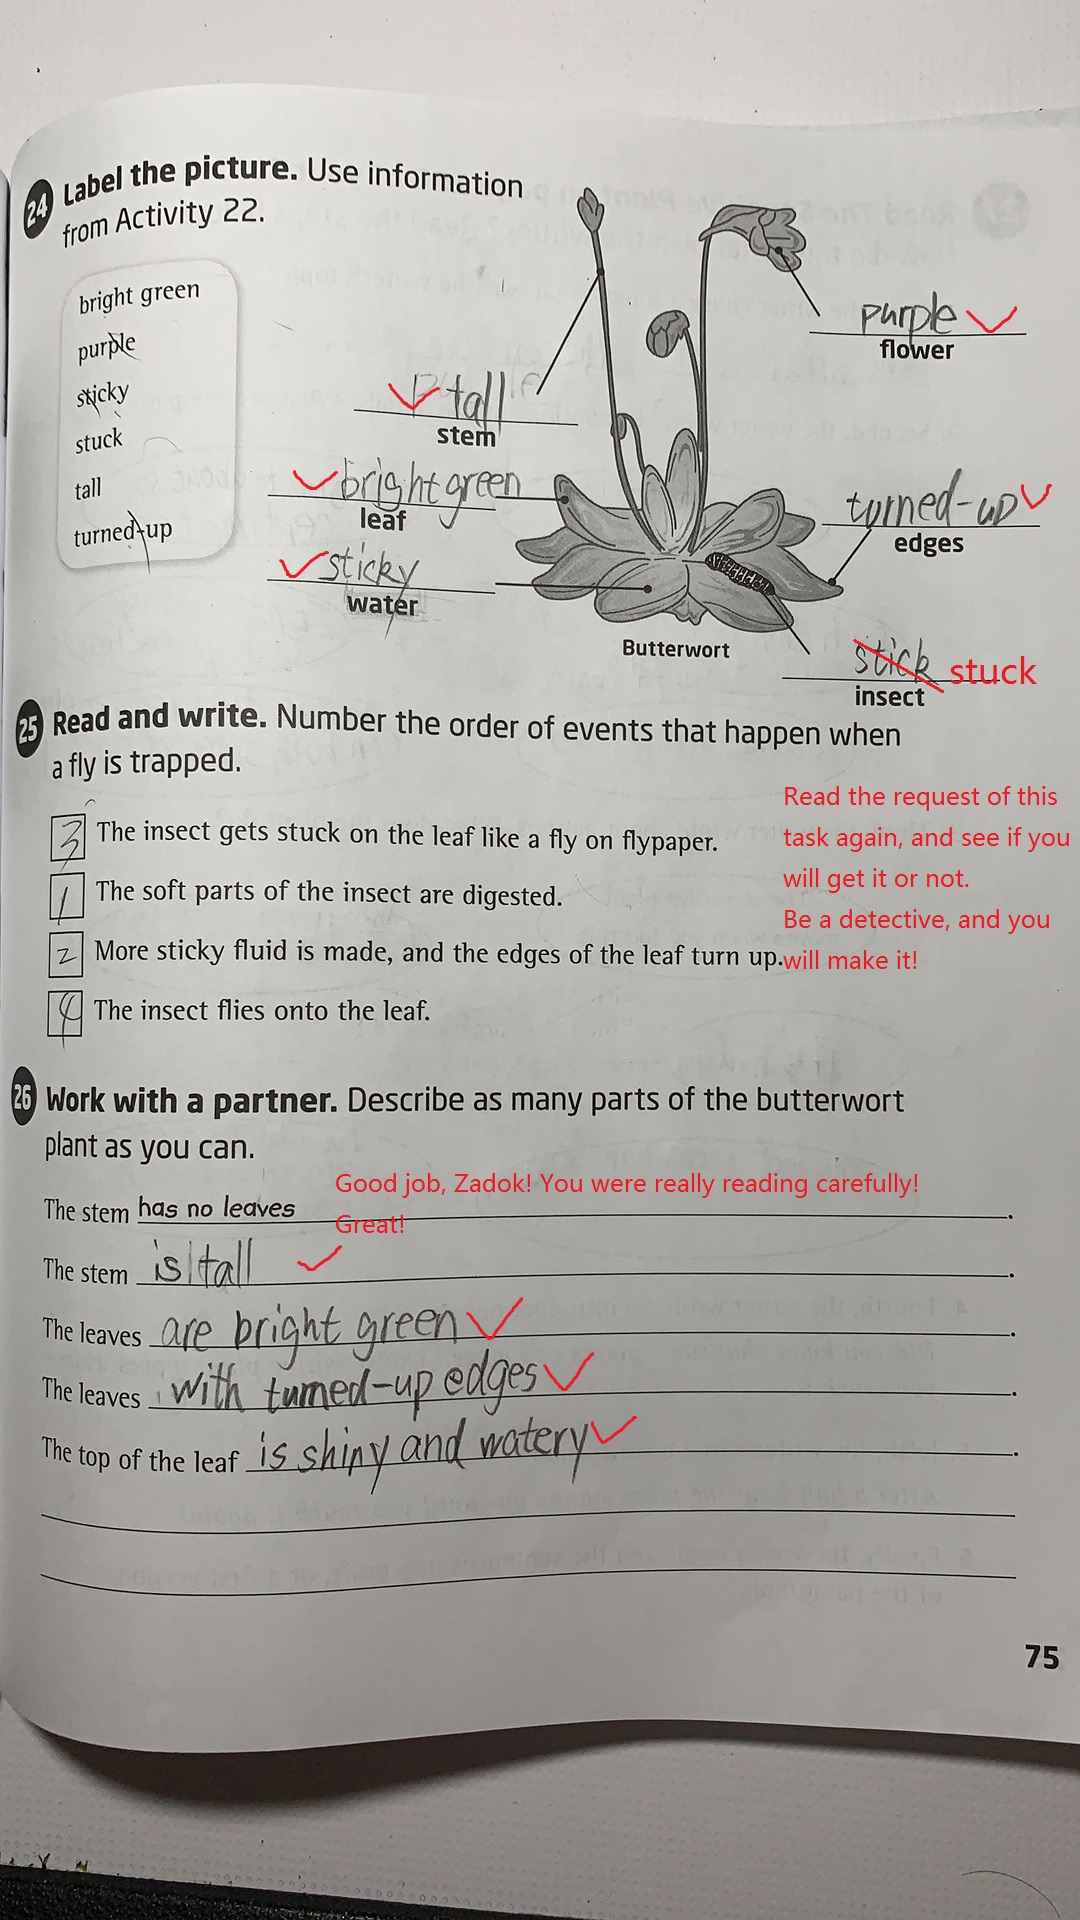 24 Label the picture. Use information
from Activity 22.
bright green
purple
sticky
stuck
tall
turned-up
purple
flower
tall
stem
bright green
leaf
turned-up
edges
sticky
water
Butterwort
stick stuck
insect
25 Read and write. Number the order of events that happen when
a fly is trapped.
Read the request of this
task again, and see if you
will get it or not.
Be a detective, and you
will make it!
3 The insect gets stuck on the leaf like a fly on flypaper.
1 The soft parts of the insect are digested.
2 More sticky fluid is made, and the edges of the leaf turn up.
4 The insect flies onto the leaf.
26 Work with a partner. Describe as many parts of the butterwort
plant as you can.
Good job, Zadok! You were really reading carefully!
Great!
The stem has no leaves.
The stem is tall.
The leaves are bright green.
The leaves with turned-up edges.
The top of the leaf is shiny and watery.
75